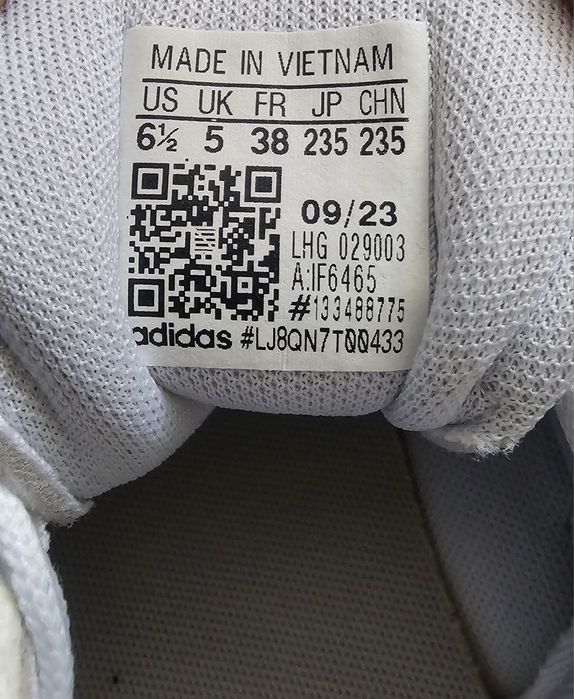 MADE IN VIETNAM
US UK FR JP CHN
6½ 5 38 235 235
09/23
LHG 029003
A:IF6465
#133488775
adidas #LJ8QN7T00433